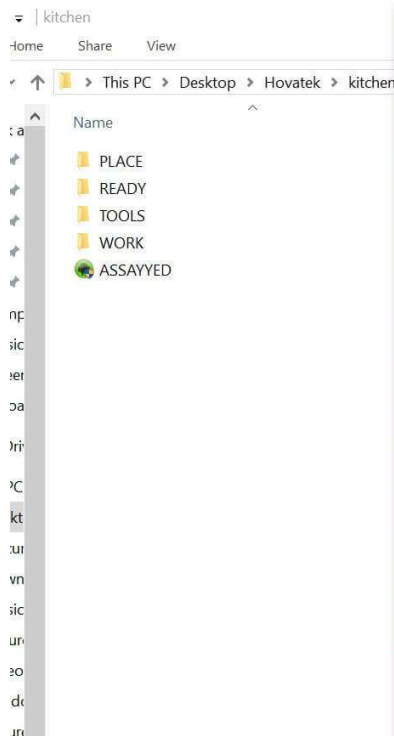 kitchen
Home Share View
This PC > Desktop > Hovatek > kitchen
Name
PLACE
READY
TOOLS
WORK
ASSAYYED